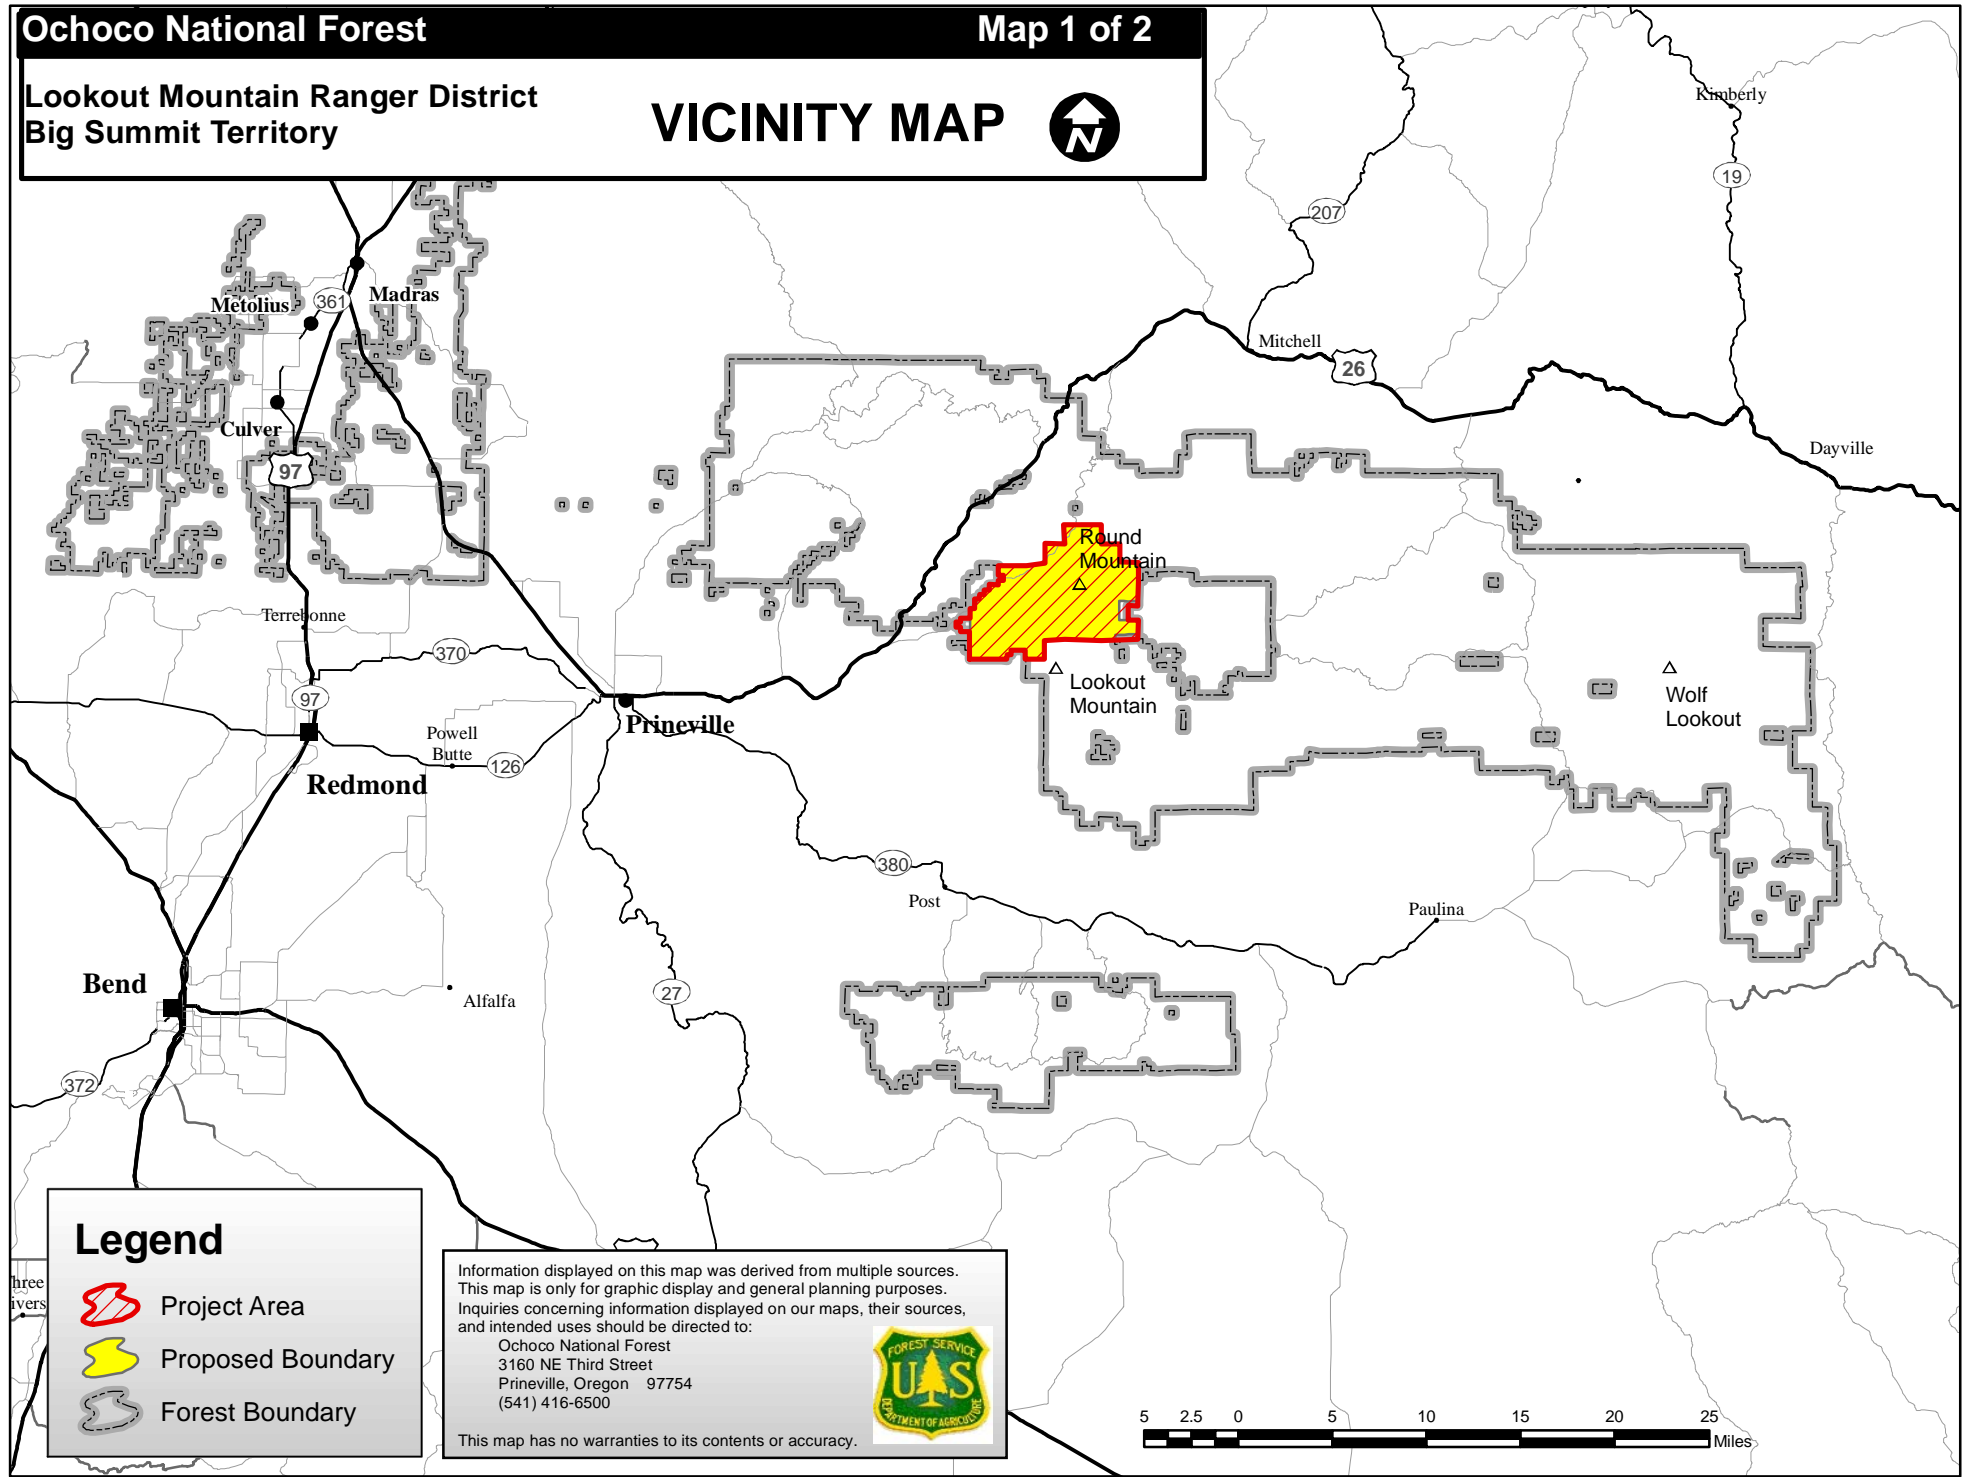 Ochoco National Forest
Map 1 of 2
Lookout Mountain Ranger District
Big Summit Territory
VICINITY MAP
N
Kimberly
19
207
Metolius
361
Madras
Mitchell
26
Culver
97
Dayville
Round
Mountain
Terrebonne
370
97
Lookout
Mountain
Wolf
Lookout
Prineville
Powell
Butte
126
Redmond
380
Post
Paulina
Bend
Alfalfa
27
372
Legend
Project Area
Proposed Boundary
Forest Boundary
hree
ivers
Information displayed on this map was derived from multiple sources.
This map is only for graphic display and general planning purposes.
Inquiries concerning information displayed on our maps, their sources,
and intended uses should be directed to:
Ochoco National Forest
3160 NE Third Street
Prineville, Oregon 97754
(541) 416-6500
This map has no warranties to its contents or accuracy.
FOREST SERVICE
U S
DEPARTMENT OF AGRICULTURE
5 2.5 0 5 10 15 20 25
Miles